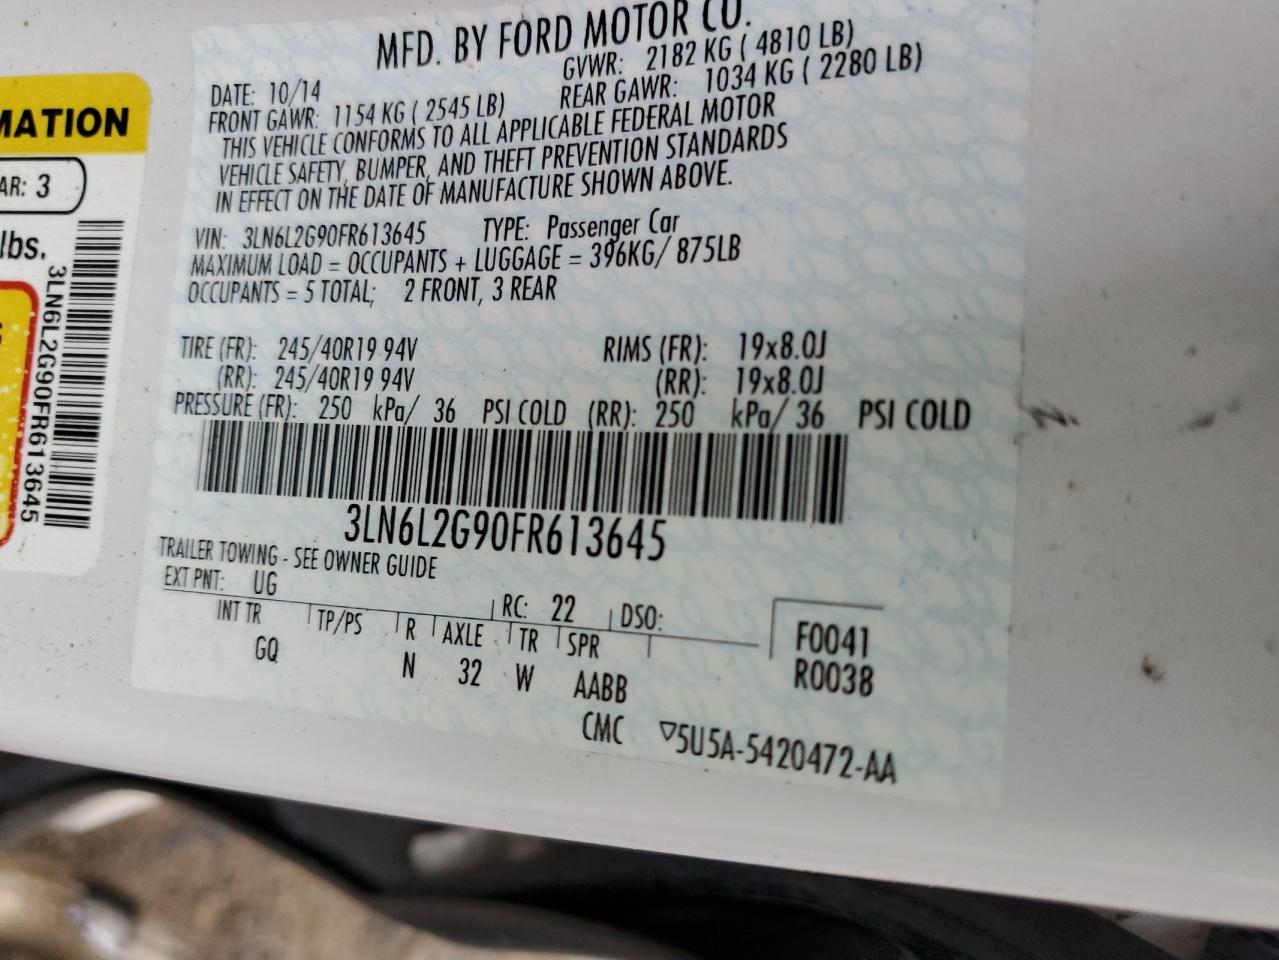 MFD. BY FORD MOTOR CO.
DATE: 10/14 GVWR: 2182 KG ( 4810 LB)
FRONT GAWR: 1154 KG ( 2545 LB) REAR GAWR: 1034 KG ( 2280 LB)
THIS VEHICLE CONFORMS TO ALL APPLICABLE FEDERAL MOTOR
VEHICLE SAFETY, BUMPER, AND THEFT PREVENTION STANDARDS
IN EFFECT ON THE DATE OF MANUFACTURE SHOWN ABOVE.
VIN: 3LN6L2G90FR613645 TYPE: Passenger Car
MAXIMUM LOAD = OCCUPANTS + LUGGAGE = 396KG/ 875LB
OCCUPANTS = 5 TOTAL; 2 FRONT, 3 REAR
TIRE (FR): 245/40R19 94V RIMS (FR): 19x8.0J
(RR): 245/40R19 94V (RR): 19x8.0J
PRESSURE (FR): 250 kPa/ 36 PSI COLD (RR): 250 kPa/ 36 PSI COLD
3LN6L2G90FR613645
TRAILER TOWING - SEE OWNER GUIDE
EXT PNT: UG RC: 22 DSO:
INT TR TP/PS R AXLE TR SPR F0041
GQ N 32 W AABB R0038
CMC ▽5U5A-5420472-AA
MATION
AR: 3
lbs.
3LN6L2G90FR613645